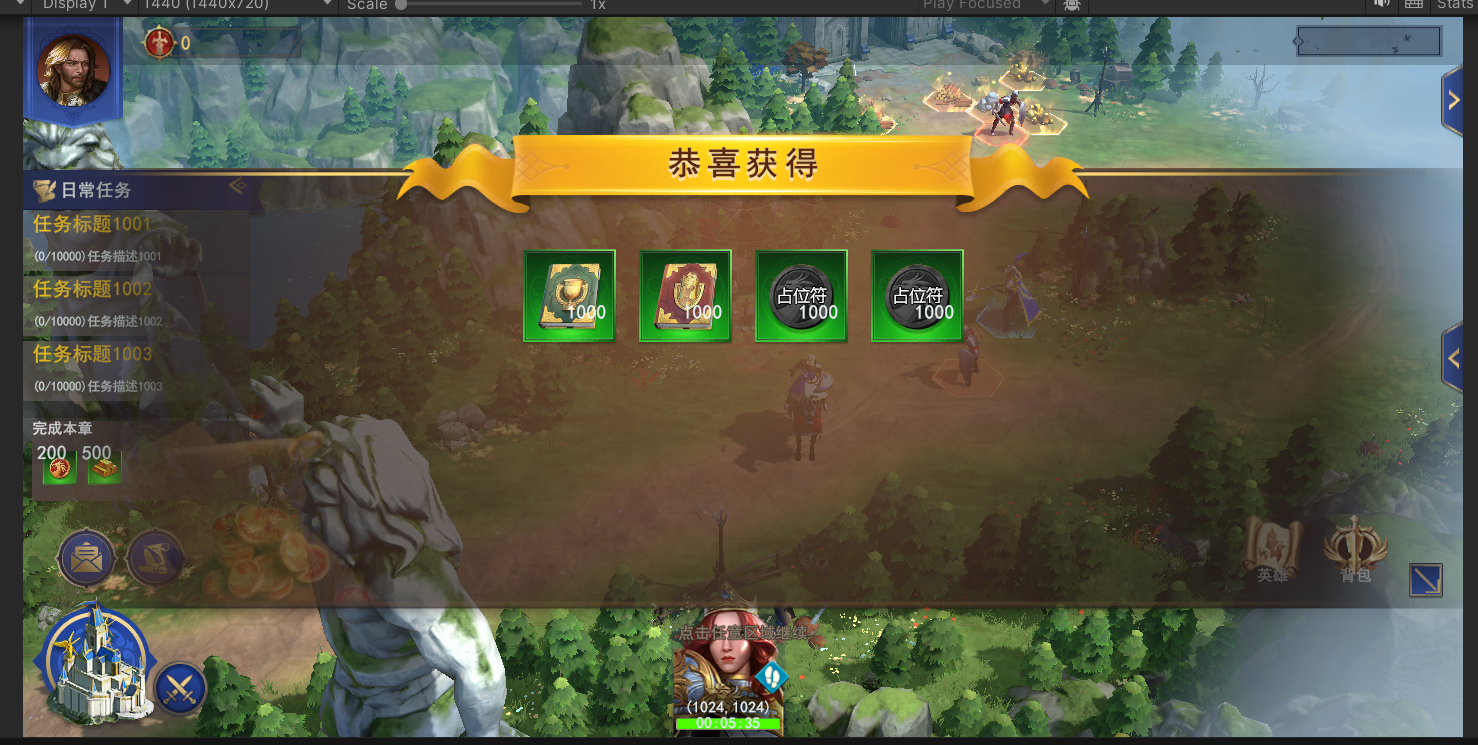 Display 1
1440 (1440x720)
Scale
1x
Play Focused
Stats
0
恭喜获得
日常任务
任务标题1001
(0/10000) 任务描述1001
任务标题1002
(0/10000) 任务描述1002
任务标题1003
(0/10000) 任务描述1003
1000
1000
占位符
1000
占位符
1000
完成本章
200
500
英雄
背包
点击任意区域继续
(1024, 1024)
00:05:35